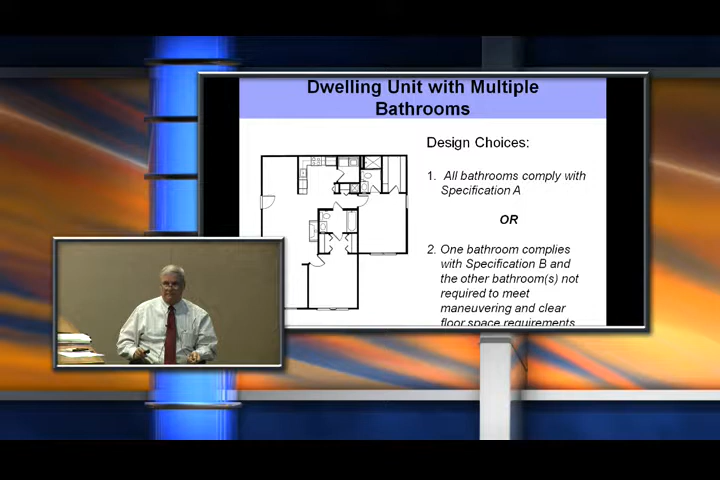 Dwelling Unit with Multiple
Bathrooms
Design Choices:
1. All bathrooms comply with
Specification A
OR
2. One bathroom complies
with Specification B and
the other bathroom(s) not
required to meet
maneuvering and clear
floor space requirements